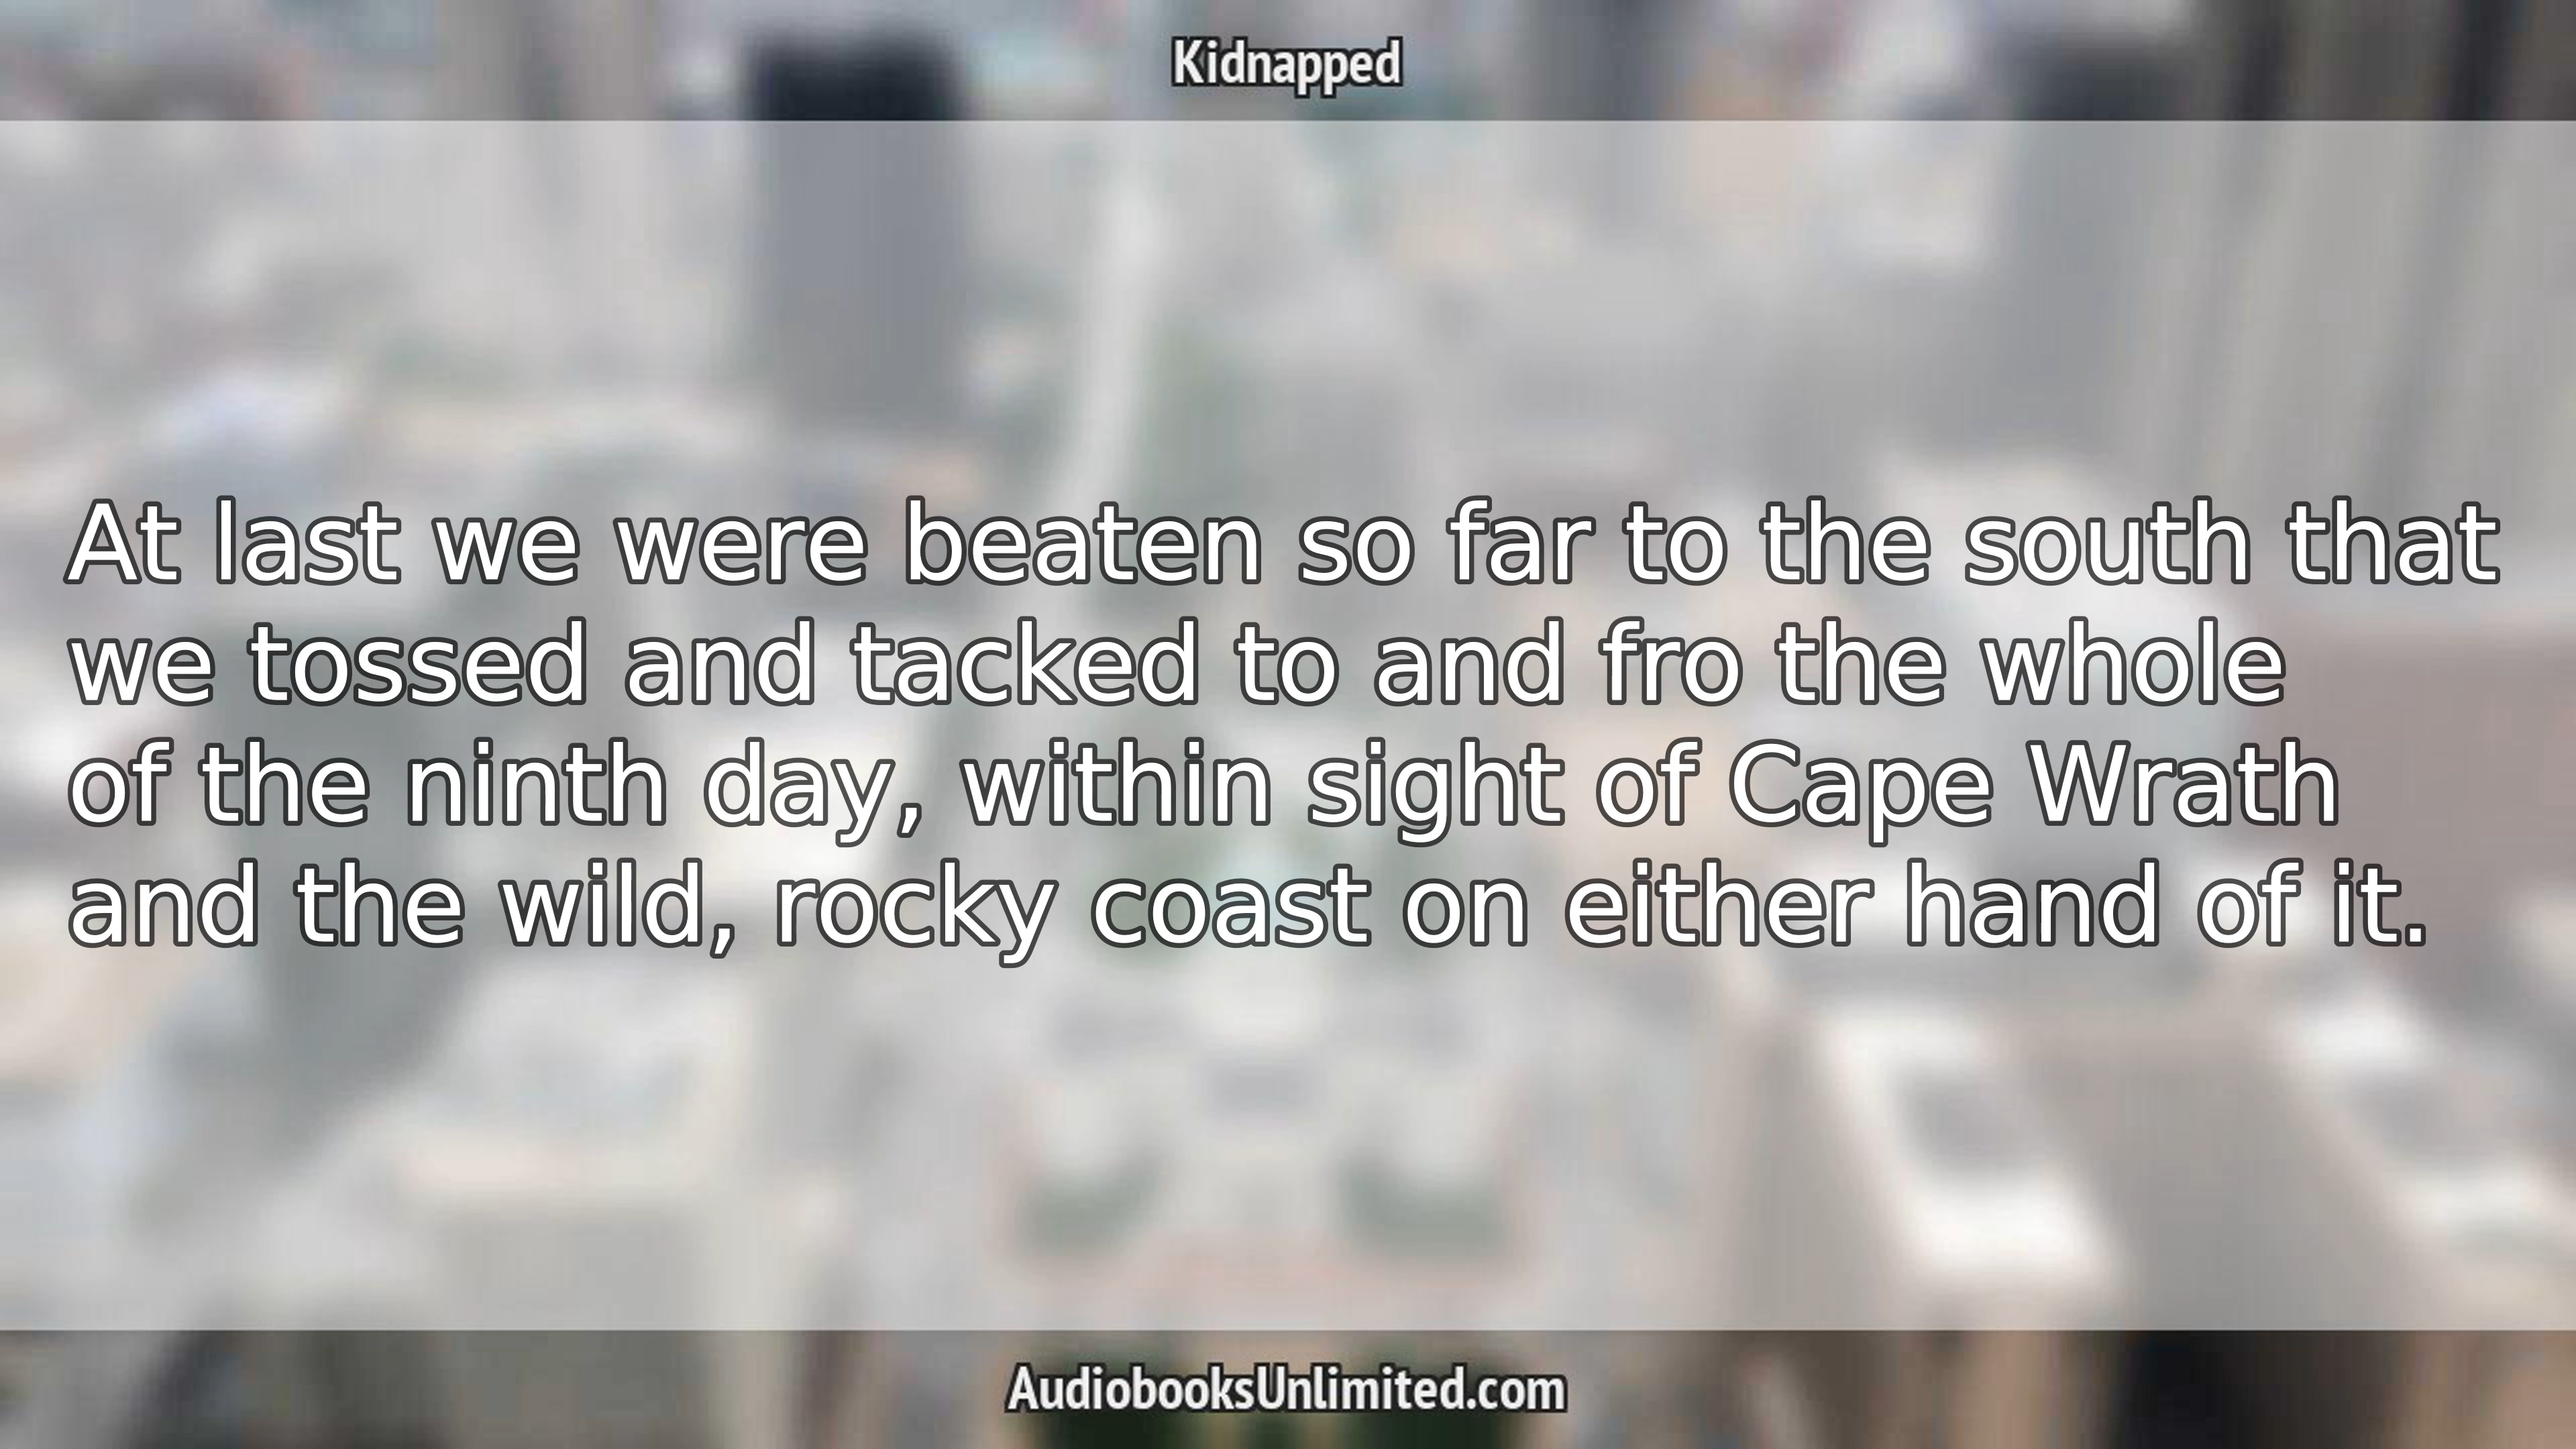 Kidnapped
At last we were beaten so far to the south that
we tossed and tacked to and fro the whole
of the ninth day, within sight of Cape Wrath
and the wild, rocky coast on either hand of it.
AudiobooksUnlimited.com